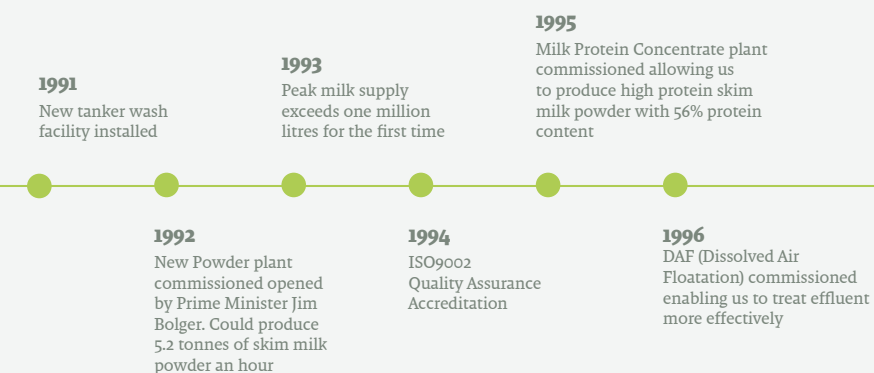 1991
New tanker wash
facility installed
1992
New Powder plant
commissioned opened
by Prime Minister Jim
Bolger. Could produce
5.2 tonnes of skim milk
powder an hour
1993
Peak milk supply
exceeds one million
litres for the first time
1994
ISO9002
Quality Assurance
Accreditation
1995
Milk Protein Concentrate plant
commissioned allowing us
to produce high protein skim
milk powder with 56% protein
content
1996
DAF (Dissolved Air
Floatation) commissioned
enabling us to treat effluent
more effectively